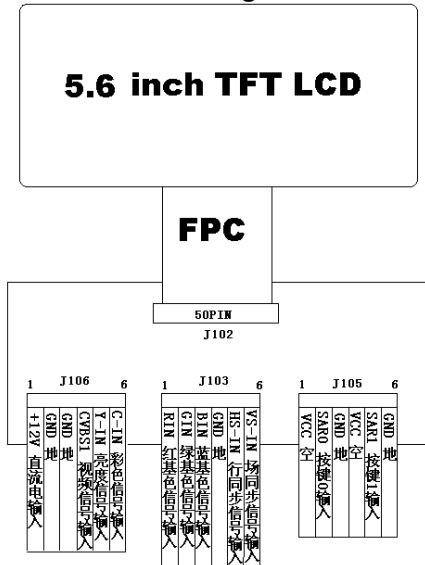 5.6 inch TFT LCD
FPC
50PIN
J102
1 J106 6
1 J103 6
1 J105 6
+12V 直流电输入
GND 地
GND 地
CVBS1 视频信号输入
Y-IN 亮度信号输入
C-IN 彩色信号输入
RIN 红基色信号输入
GIN 绿基色信号输入
BIN 蓝基色信号输入
GND 地
HS-IN 行同步信号输入
VS-IN 场同步信号输入
VCC 空
SAR0 按键0输入
GND 地
VCC 空
SAR1 按键1输入
GND 地